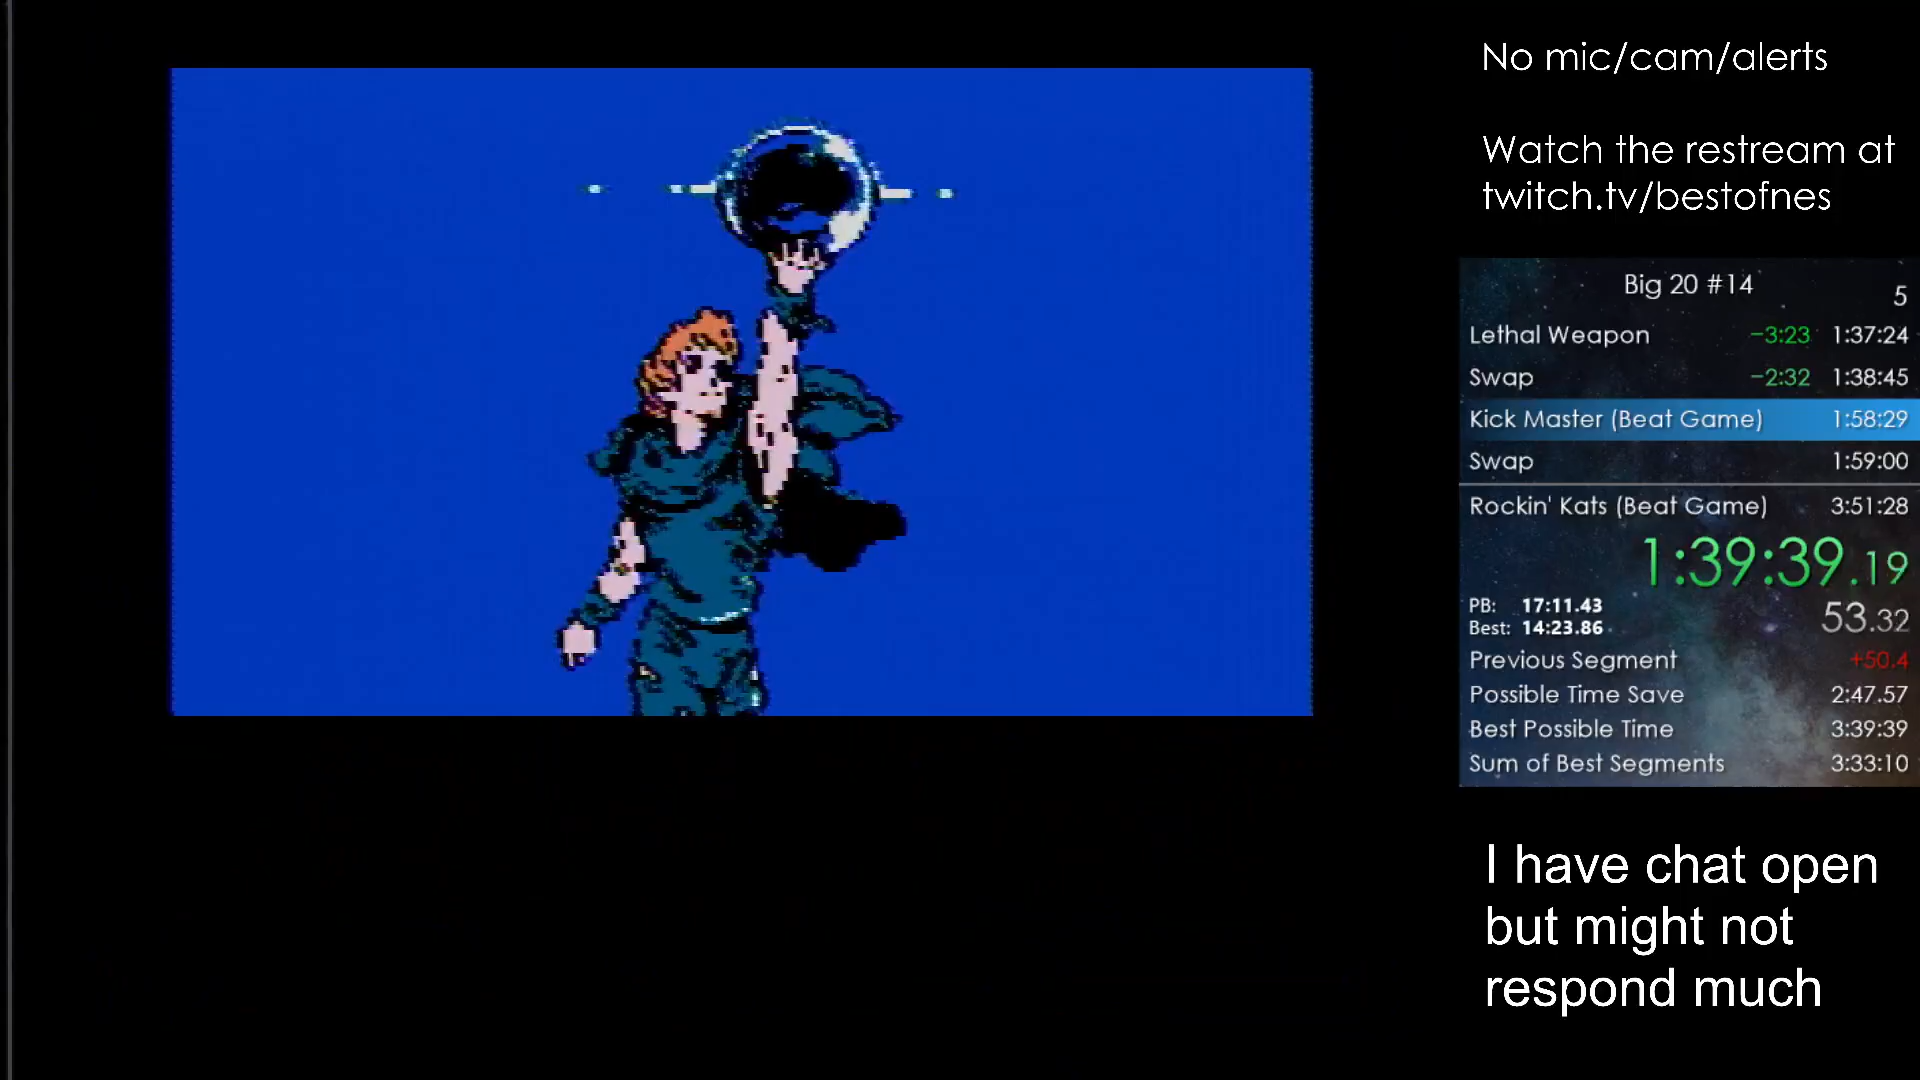 No mic/cam/alerts
Watch the restream at
twitch.tv/bestofnes
Big 20 #14
5
Lethal Weapon −3:23 1:37:24
Swap −2:32 1:38:45
Kick Master (Beat Game) 1:58:29
Swap 1:59:00
Rockin' Kats (Beat Game) 3:51:28
1:39:39.19
PB: 17:11.43
Best: 14:23.86
53.32
Previous Segment +50.4
Possible Time Save 2:47.57
Best Possible Time 3:39:39
Sum of Best Segments 3:33:10
I have chat open
but might not
respond much